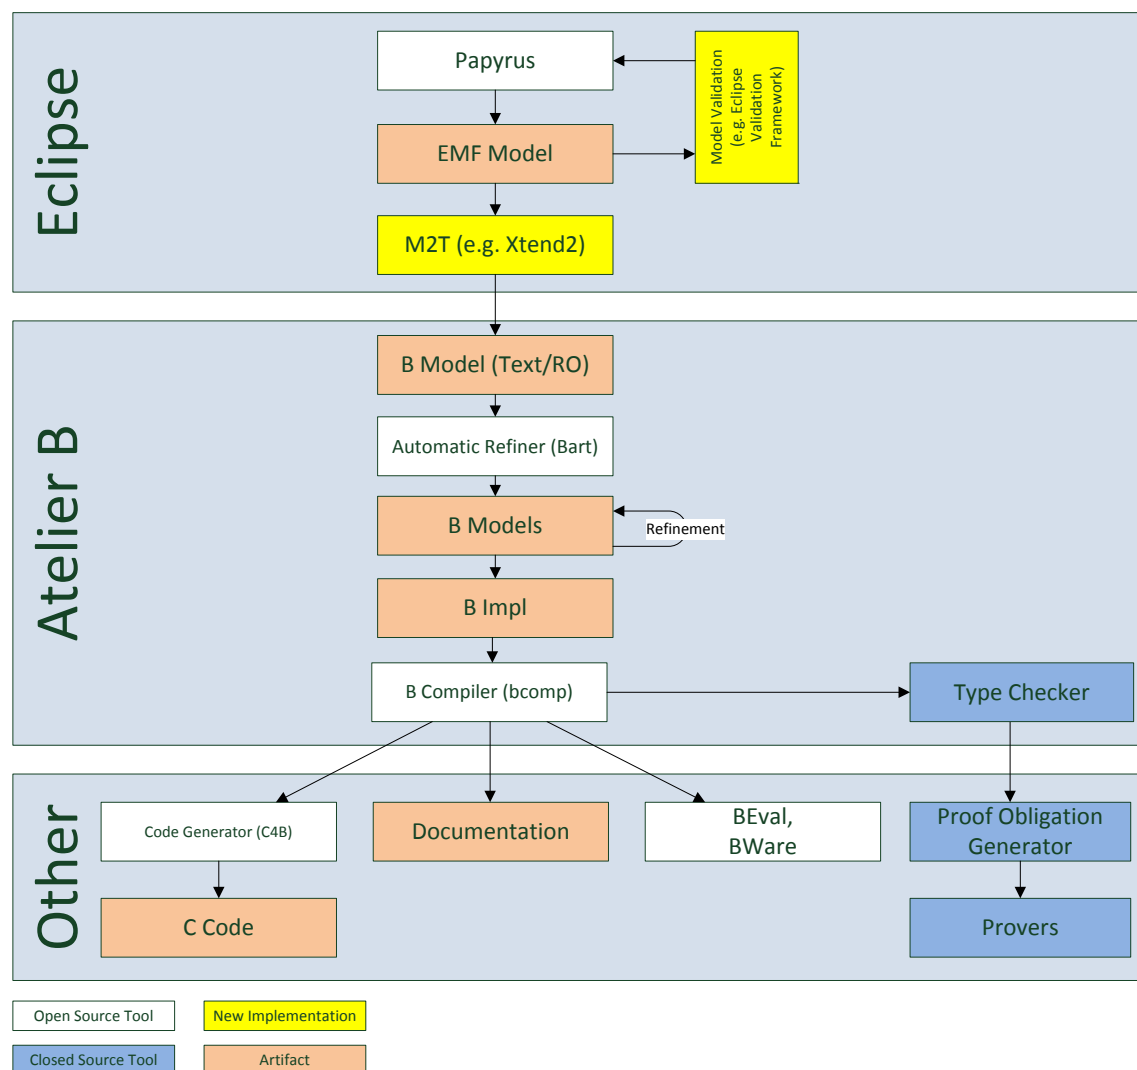 Eclipse
Papyrus
Model Validation
(e.g. Eclipse
Validation
Framework)
EMF Model
M2T (e.g. Xtend2)
Atelier B
B Model (Text/RO)
Automatic Refiner (Bart)
B Models
Refinement
B Impl
B Compiler (bcomp)
Type Checker
Other
Code Generator (C4B)
Documentation
BEval,
BWare
Proof Obligation
Generator
C Code
Provers
Open Source Tool
New Implementation
Closed Source Tool
Artifact